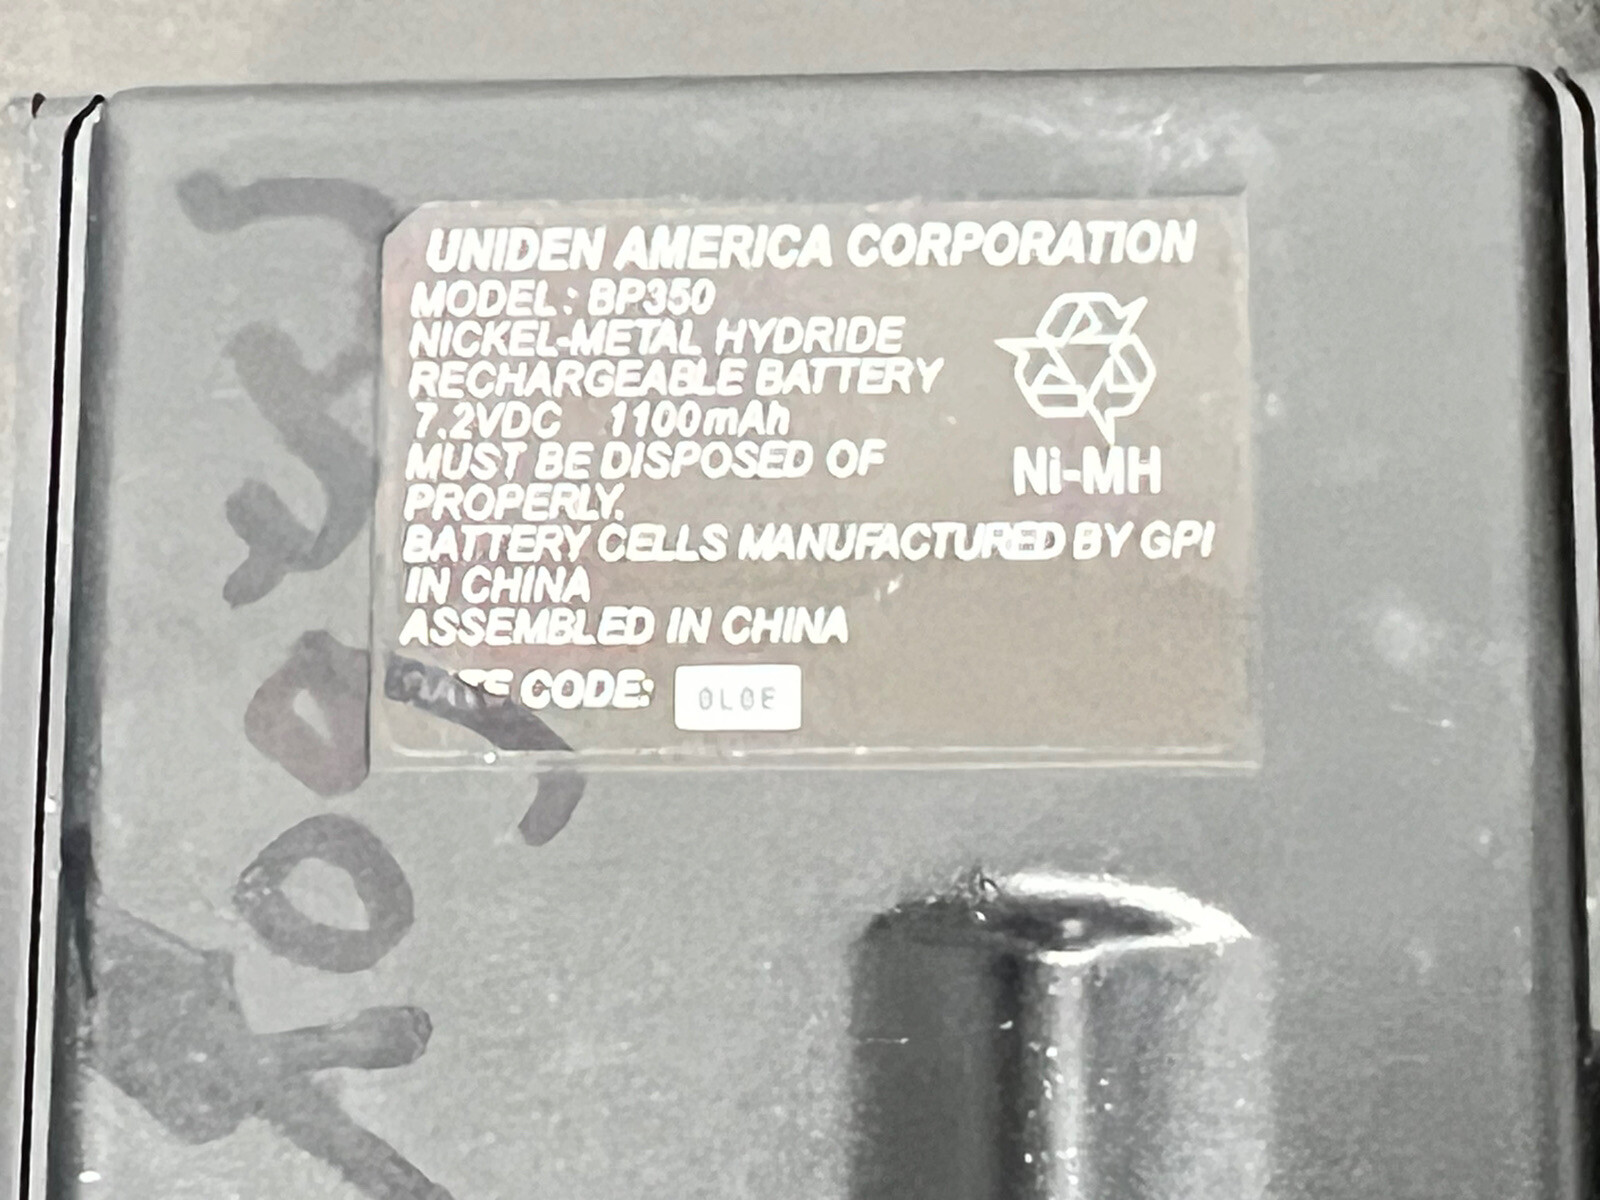 UNIDEN AMERICA CORPORATION
MODEL: BP350
NICKEL-METAL HYDRIDE
RECHARGEABLE BATTERY
7.2VDC 1100mAh
MUST BE DISPOSED OF
PROPERLY.
BATTERY CELLS MANUFACTURED BY GPI
IN CHINA
ASSEMBLED IN CHINA
DATE CODE: 0L0E
Ni-MH